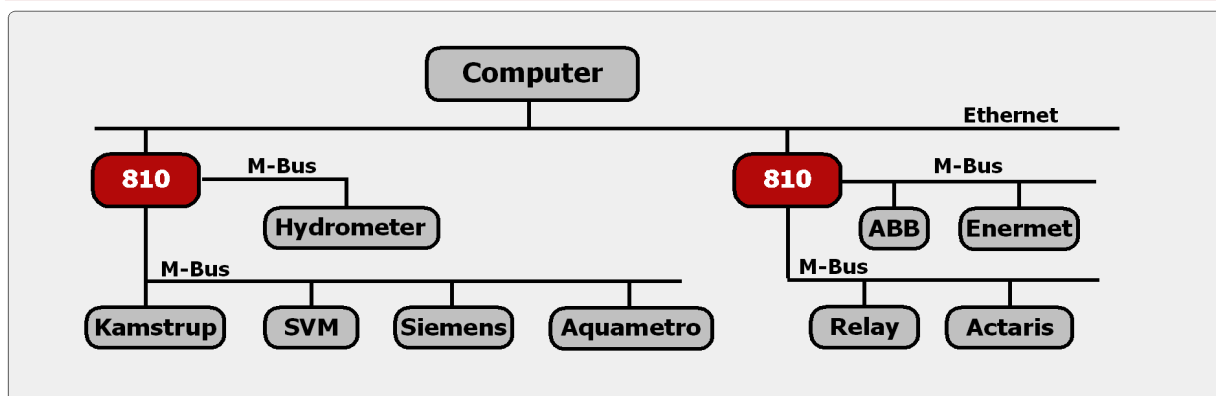 Computer
Ethernet
810
M-Bus
810
M-Bus
Hydrometer
ABB
Enermet
M-Bus
M-Bus
Kamstrup
SVM
Siemens
Aquametro
Relay
Actaris